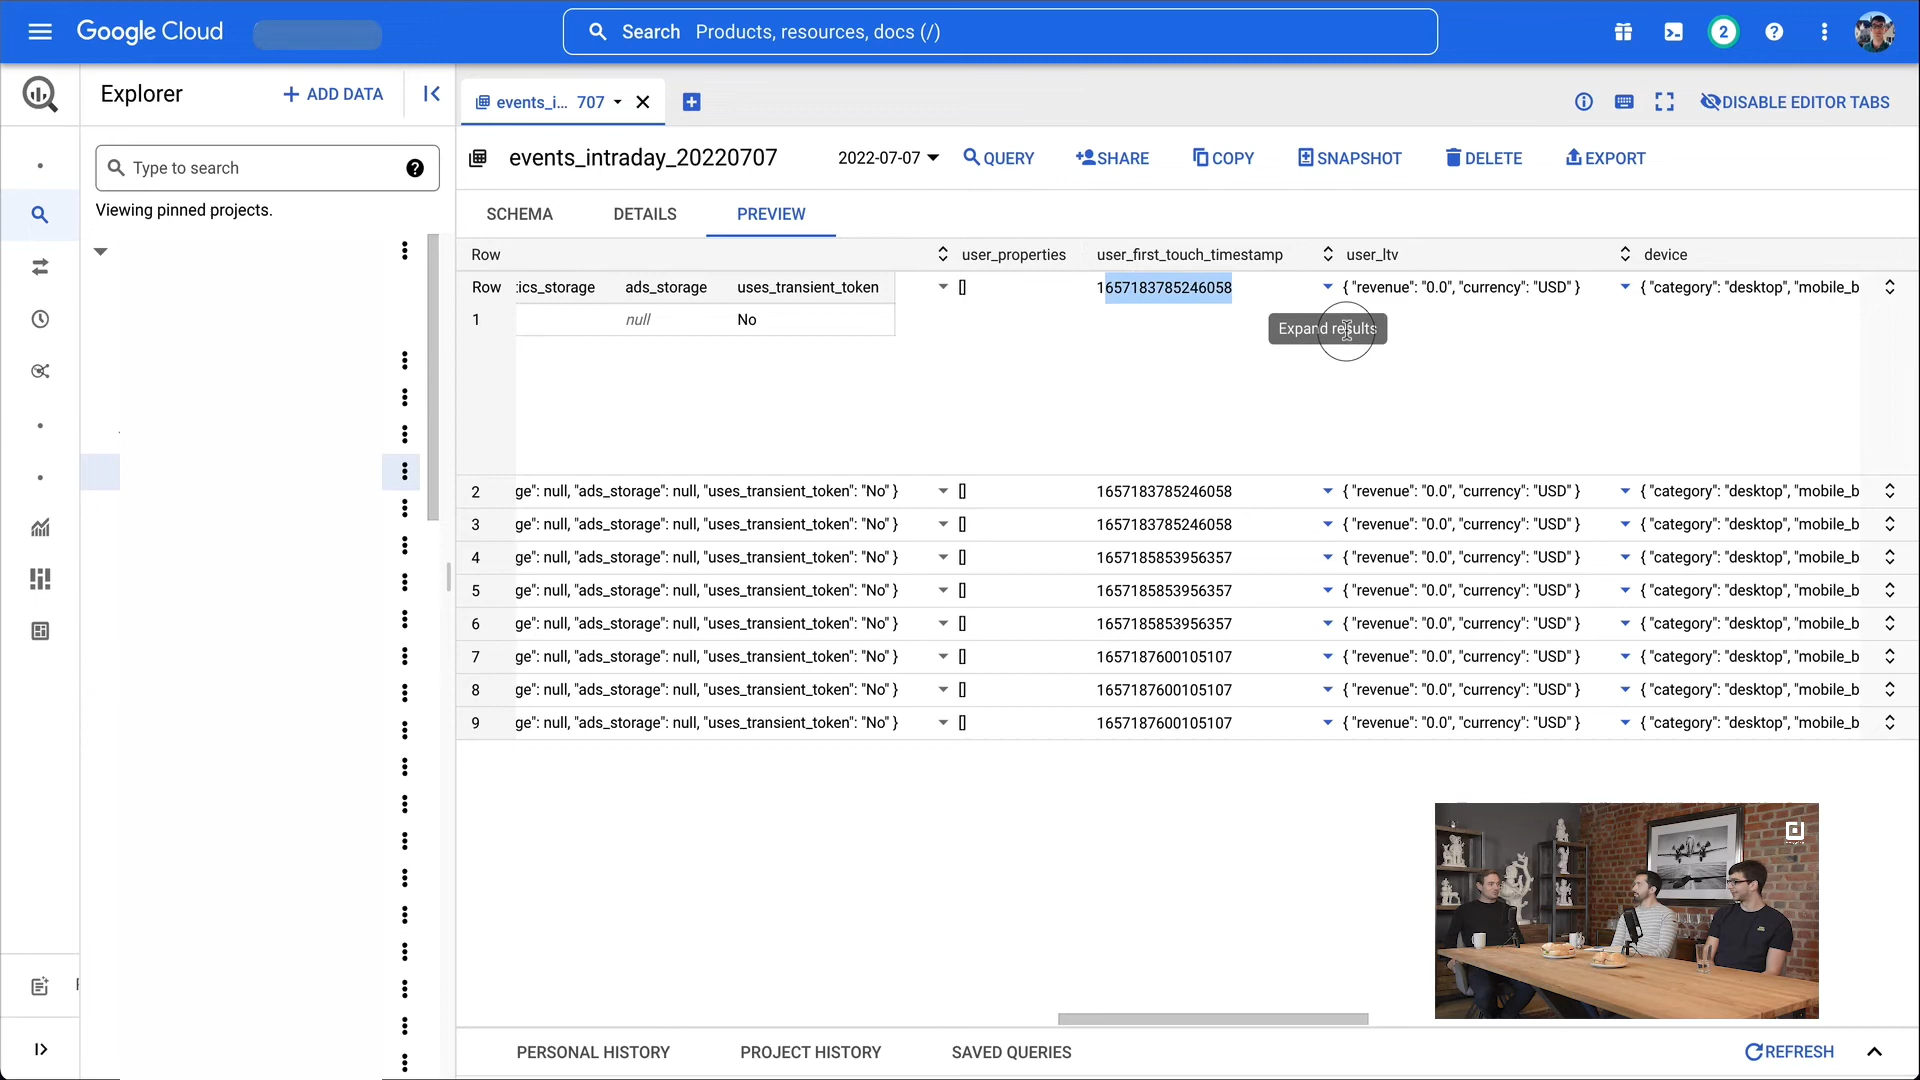 Google Cloud
Search Products, resources, docs (/)
2
Explorer
+ ADD DATA
events_i... 707
DISABLE EDITOR TABS
Type to search
Viewing pinned projects.
events_intraday_20220707
2022-07-07
QUERY
SHARE
COPY
SNAPSHOT
DELETE
EXPORT
SCHEMA
DETAILS
PREVIEW
Row user_properties user_first_touch_timestamp user_ltv device
Row tics_storage ads_storage uses_transient_token [] 1657183785246058 { "revenue": "0.0", "currency": "USD" } { "category": "desktop", "mobile_b
1 null No
Expand results
2 ge": null, "ads_storage": null, "uses_transient_token": "No" } [] 1657183785246058 { "revenue": "0.0", "currency": "USD" } { "category": "desktop", "mobile_b
3 ge": null, "ads_storage": null, "uses_transient_token": "No" } [] 1657183785246058 { "revenue": "0.0", "currency": "USD" } { "category": "desktop", "mobile_b
4 ge": null, "ads_storage": null, "uses_transient_token": "No" } [] 1657185853956357 { "revenue": "0.0", "currency": "USD" } { "category": "desktop", "mobile_b
5 ge": null, "ads_storage": null, "uses_transient_token": "No" } [] 1657185853956357 { "revenue": "0.0", "currency": "USD" } { "category": "desktop", "mobile_b
6 ge": null, "ads_storage": null, "uses_transient_token": "No" } [] 1657185853956357 { "revenue": "0.0", "currency": "USD" } { "category": "desktop", "mobile_b
7 ge": null, "ads_storage": null, "uses_transient_token": "No" } [] 1657187600105107 { "revenue": "0.0", "currency": "USD" } { "category": "desktop", "mobile_b
8 ge": null, "ads_storage": null, "uses_transient_token": "No" } [] 1657187600105107 { "revenue": "0.0", "currency": "USD" } { "category": "desktop", "mobile_b
9 ge": null, "ads_storage": null, "uses_transient_token": "No" } [] 1657187600105107 { "revenue": "0.0", "currency": "USD" } { "category": "desktop", "mobile_b
PERSONAL HISTORY
PROJECT HISTORY
SAVED QUERIES
REFRESH